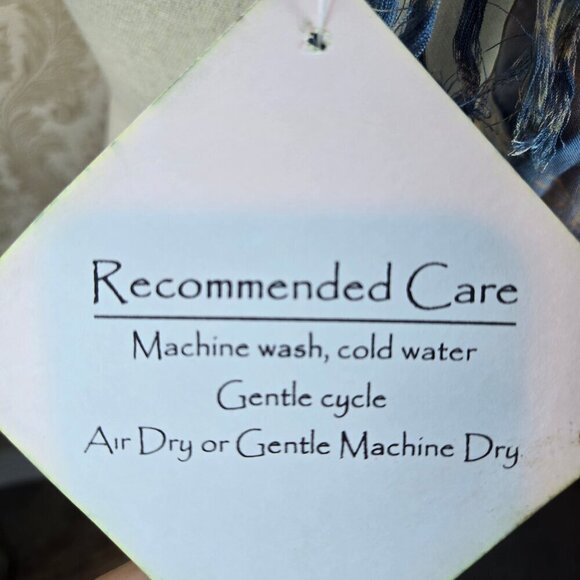 Recommended Care
Machine wash, cold water
Gentle cycle
Air Dry or Gentle Machine Dry